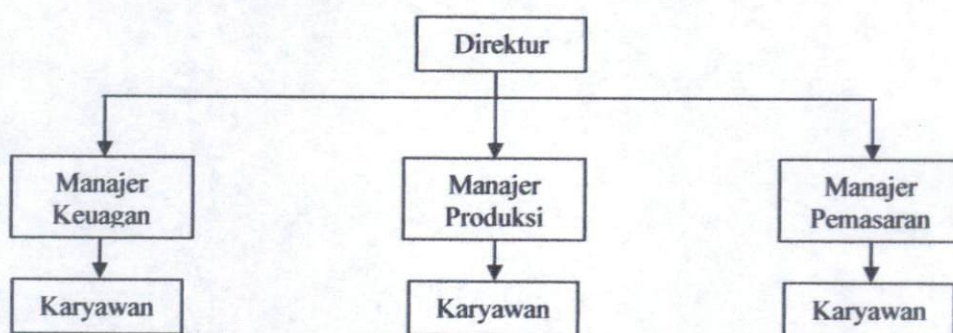 Direktur
Manajer
Keuagan
Manajer
Produksi
Manajer
Pemasaran
Karyawan
Karyawan
Karyawan